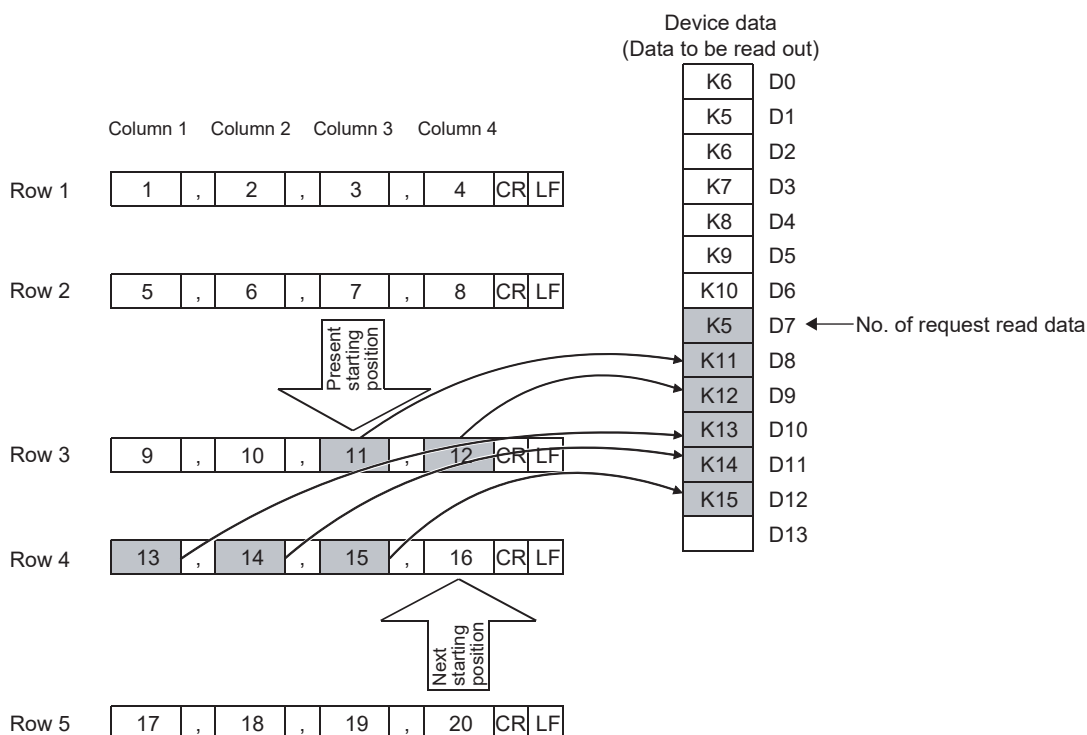 Device data
(Data to be read out)
K6 D0
K5 D1
K6 D2
K7 D3
K8 D4
K9 D5
K10 D6
K5 D7 No. of request read data
K11 D8
K12 D9
K13 D10
K14 D11
K15 D12
D13
Column 1 Column 2 Column 3 Column 4
Row 1 1 , 2 , 3 , 4 CR LF
Row 2 5 , 6 , 7 , 8 CR LF
Present
starting
position
Row 3 9 , 10 , 11 , 12 CR LF
Row 4 13 , 14 , 15 , 16 CR LF
Next
starting
position
Row 5 17 , 18 , 19 , 20 CR LF